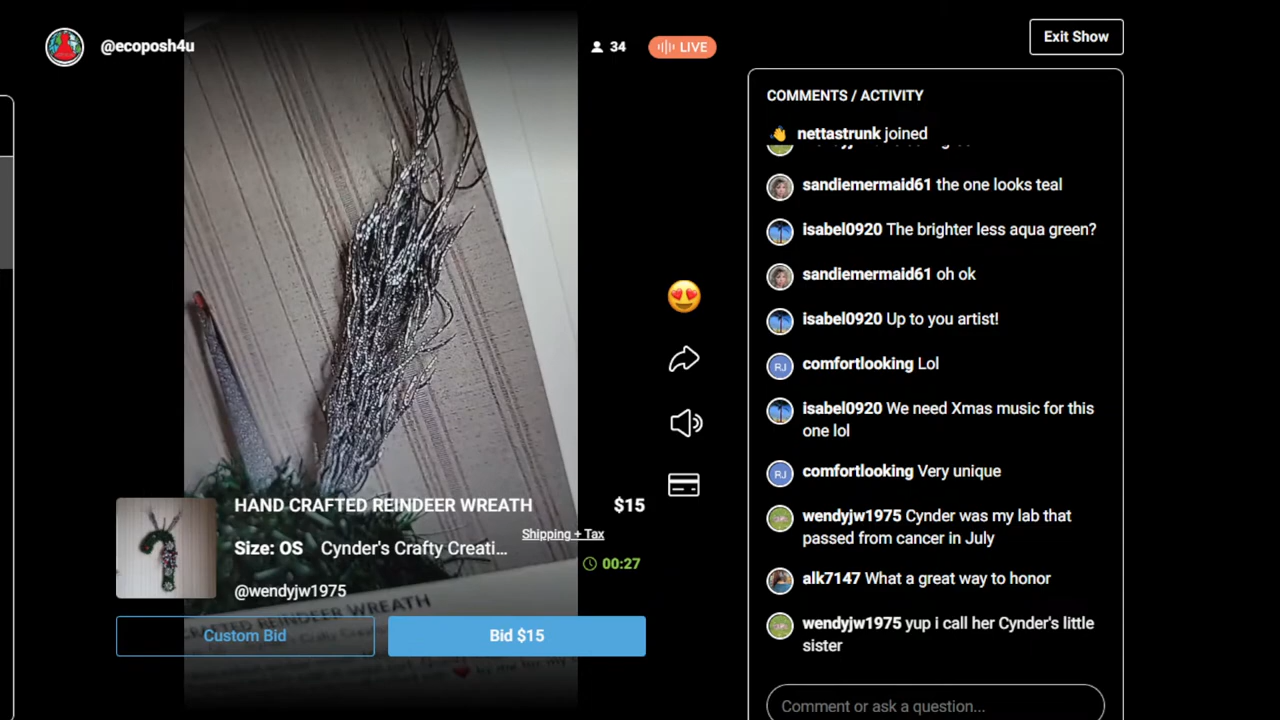 @ecoposh4u
34
LIVE
Exit Show
COMMENTS / ACTIVITY
nettastrunk joined
sandiemermaid61 the one looks teal
isabel0920 The brighter less aqua green?
sandiemermaid61 oh ok
isabel0920 Up to you artist!
RJ
comfortlooking Lol
isabel0920 We need Xmas music for this
one lol
RJ
comfortlooking Very unique
wendyjw1975 Cynder was my lab that
passed from cancer in July
alk7147 What a great way to honor
wendyjw1975 yup i call her Cynder's little
sister
Comment or ask a question...
HAND CRAFTED REINDEER WREATH
$15
Shipping + Tax
Size: OS Cynder's Crafty Creati...
00:27
@wendyjw1975
Custom Bid
Bid $15
REINDEER WREATH